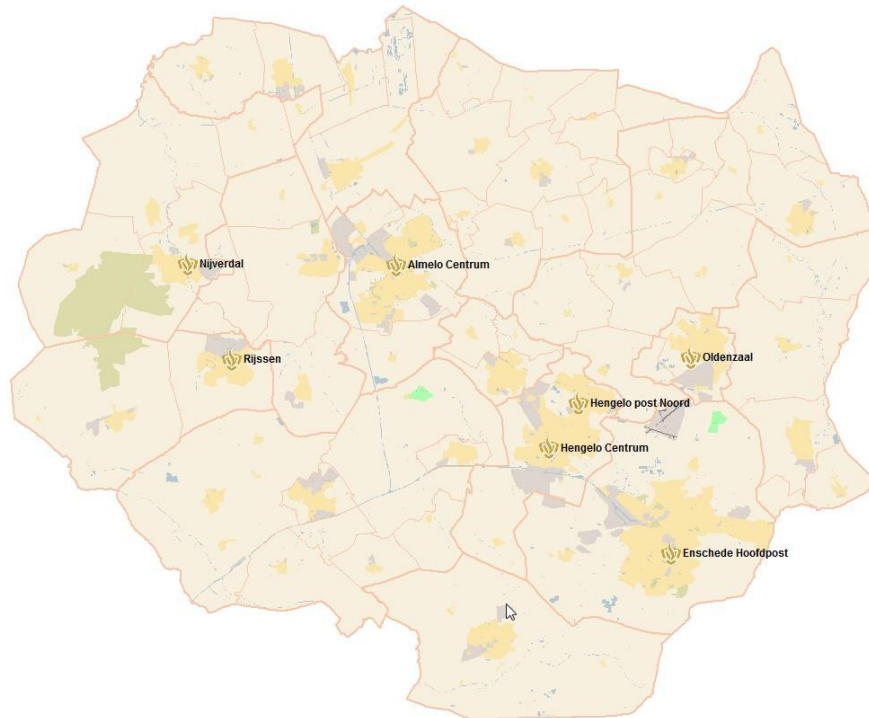 Nijverdal
Almelo Centrum
Rijssen
Oldenzaal
Hengelo post Noord
Hengelo Centrum
Enschede Hoofdpost